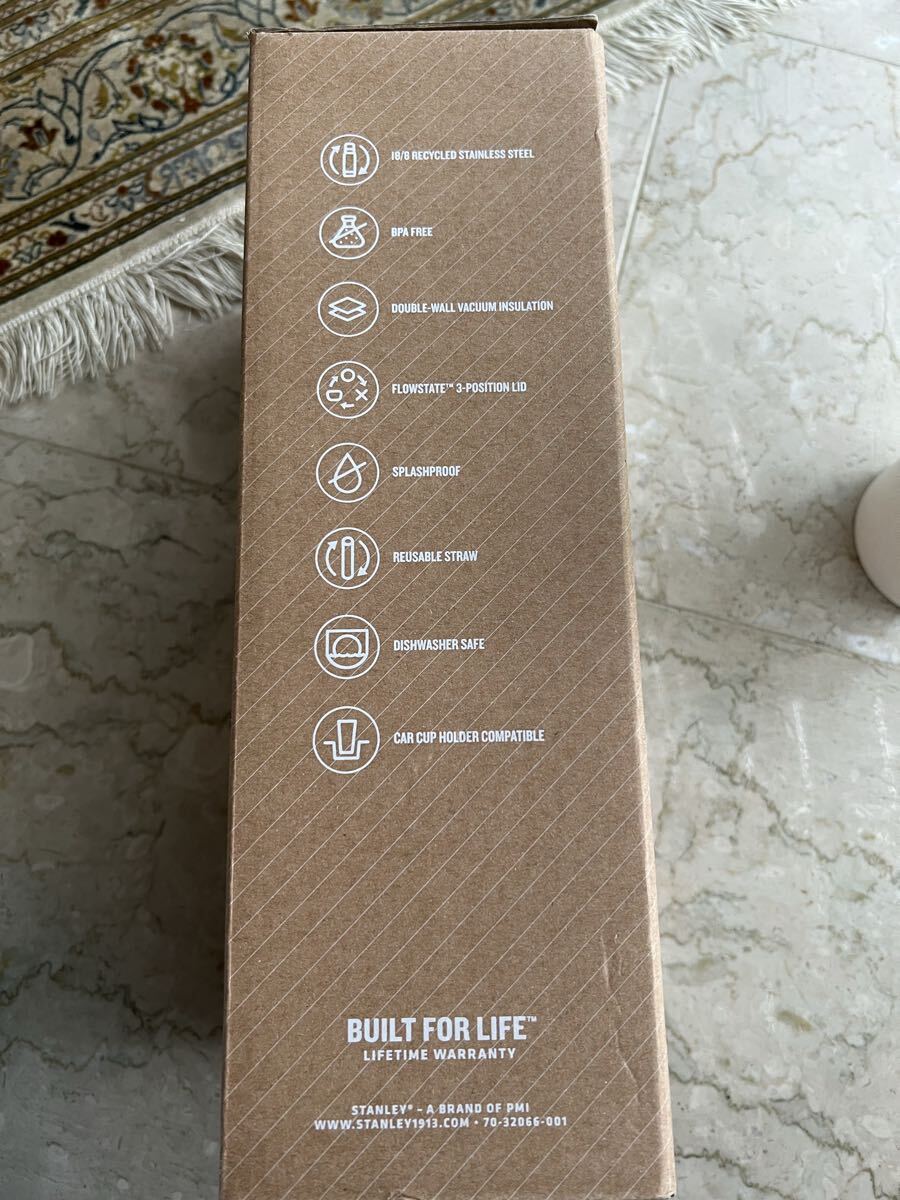 18/8 RECYCLED STAINLESS STEEL
BPA FREE
DOUBLE-WALL VACUUM INSULATION
FLOWSTATE™ 3-POSITION LID
SPLASHPROOF
REUSABLE STRAW
DISHWASHER SAFE
CAR CUP HOLDER COMPATIBLE
BUILT FOR LIFE™
LIFETIME WARRANTY
STANLEY® – A BRAND OF PMI
WWW.STANLEY1913.COM • 70-32066-001